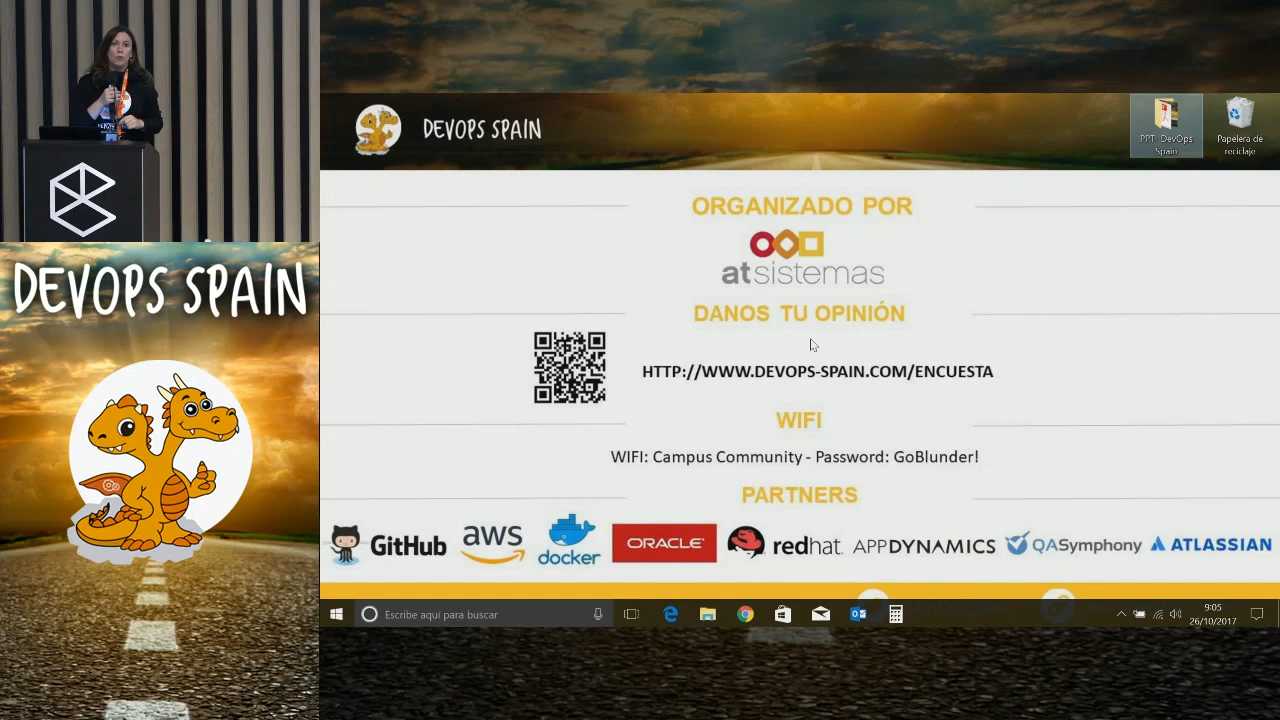 DEVOPS SPAIN
DEVOPS SPAIN
PPT- DevOps
Spain
Papelera de
reciclaje
ORGANIZADO POR
atsistemas
DANOS TU OPINIÓN
HTTP://WWW.DEVOPS-SPAIN.COM/ENCUESTA
WIFI
WIFI: Campus Community - Password: GoBlunder!
PARTNERS
GitHub
aws
docker
ORACLE
redhat.
APPDYNAMICS
QASymphony
ATLASSIAN
Escribe aquí para buscar
9:05
26/10/2017